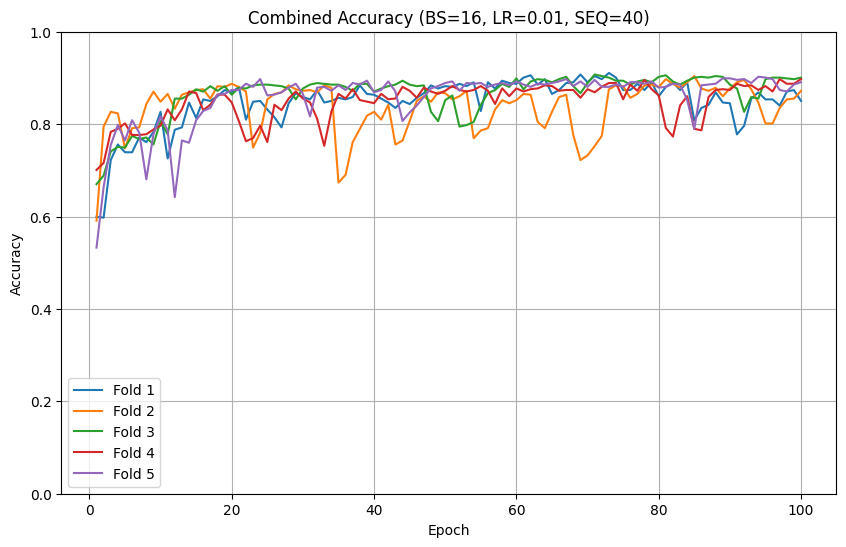 Combined Accuracy (BS=16, LR=0.01, SEQ=40)
1.0
0.8
0.6
0.4
0.2
0.0
Accuracy
Fold 1
Fold 2
Fold 3
Fold 4
Fold 5
0 20 40 60 80 100
Epoch